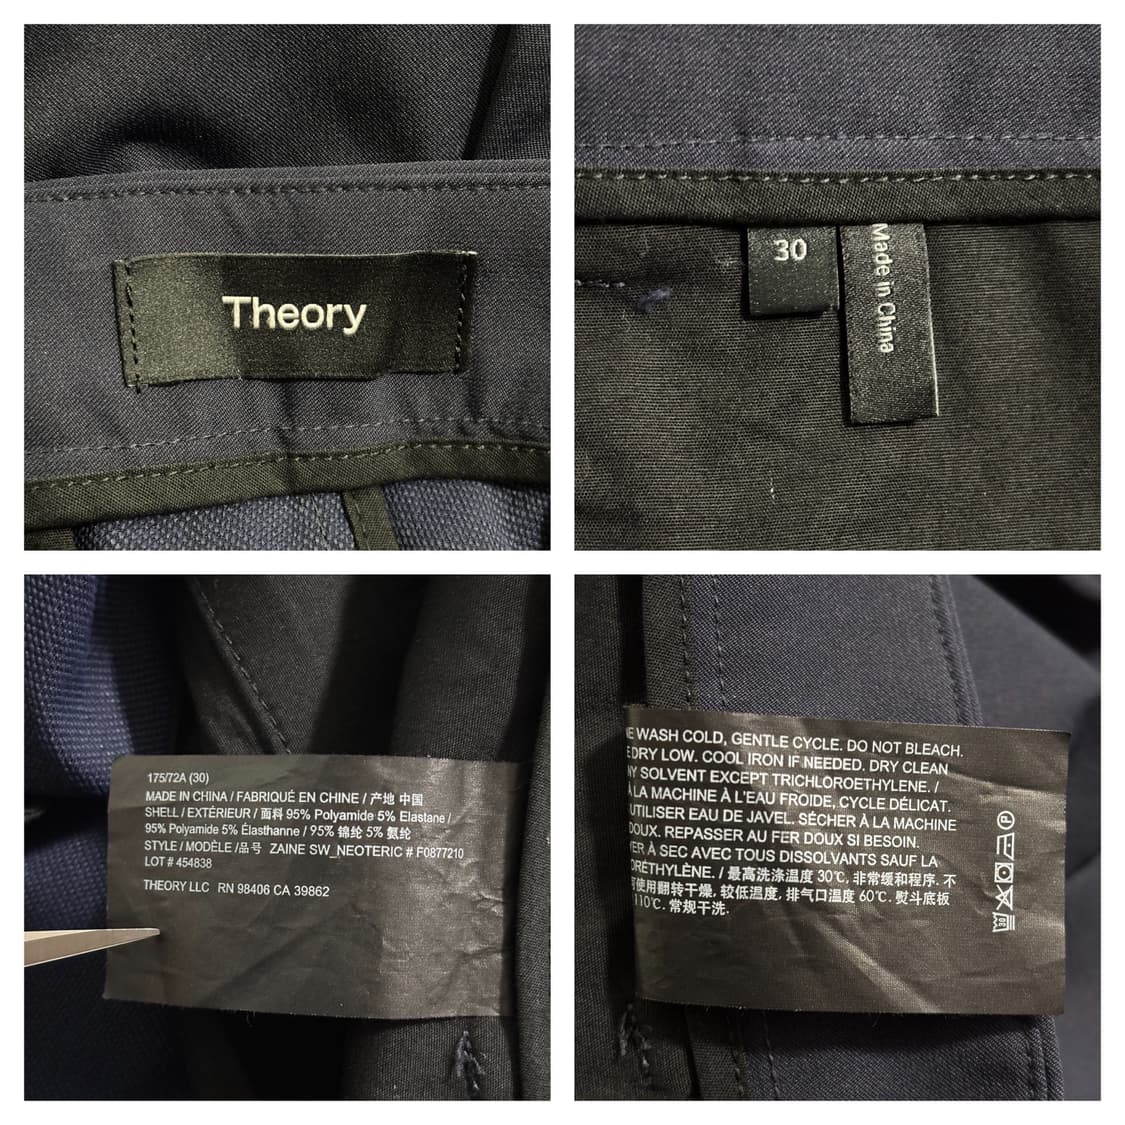 Theory
30
Made in China
175/72A (30)
MADE IN CHINA / FABRIQUÉ EN CHINE / 产地 中国
SHELL / EXTÉRIEUR / 面料 95% Polyamide 5% Elastane /
95% Polyamide 5% Élasthanne / 95% 锦纶 5% 氨纶
STYLE / MODÈLE /品号 ZAINE SW_NEOTERIC # F0877210
LOT # 454838
THEORY LLC RN 98406 CA 39862
WASH COLD, GENTLE CYCLE. DO NOT BLEACH.
DRY LOW. COOL IRON IF NEEDED. DRY CLEAN
SOLVENT EXCEPT TRICHLOROETHYLENE. /
À LA MACHINE À L'EAU FROIDE, CYCLE DÉLICAT.
UTILISER EAU DE JAVEL. SÉCHER À LA MACHINE
DOUX. REPASSER AU FER DOUX SI BESOIN.
À SEC AVEC TOUS DISSOLVANTS SAUF LA
/ 最高洗涤温度 30℃, 非常缓和程序. 不
使用翻转干燥, 较低温度, 排气口温度 60℃. 熨斗底板
110℃. 常规干洗.
30
P